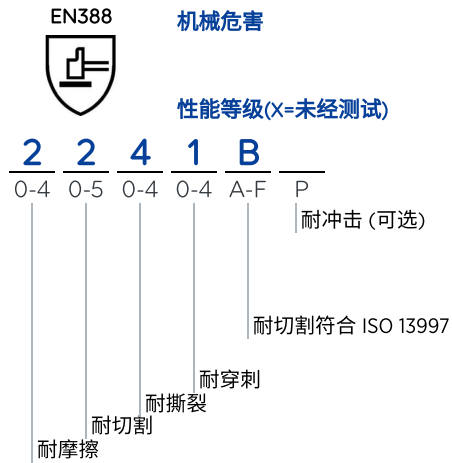 EN388
机械危害
性能等级(X=未经测试)
2 2 4 1 B
0-4 0-5 0-4 0-4 A-F P
耐冲击 (可选)
耐切割符合 ISO 13997
耐穿刺
耐撕裂
耐切割
耐摩擦